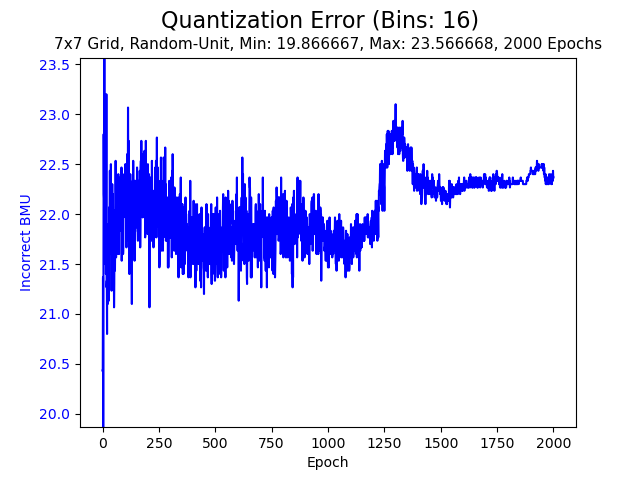 Quantization Error (Bins: 16)
7x7 Grid, Random-Unit, Min: 19.866667, Max: 23.566668, 2000 Epochs
23.5
23.0
22.5
22.0
21.5
21.0
20.5
20.0
Incorrect BMU
0 250 500 750 1000 1250 1500 1750 2000
Epoch